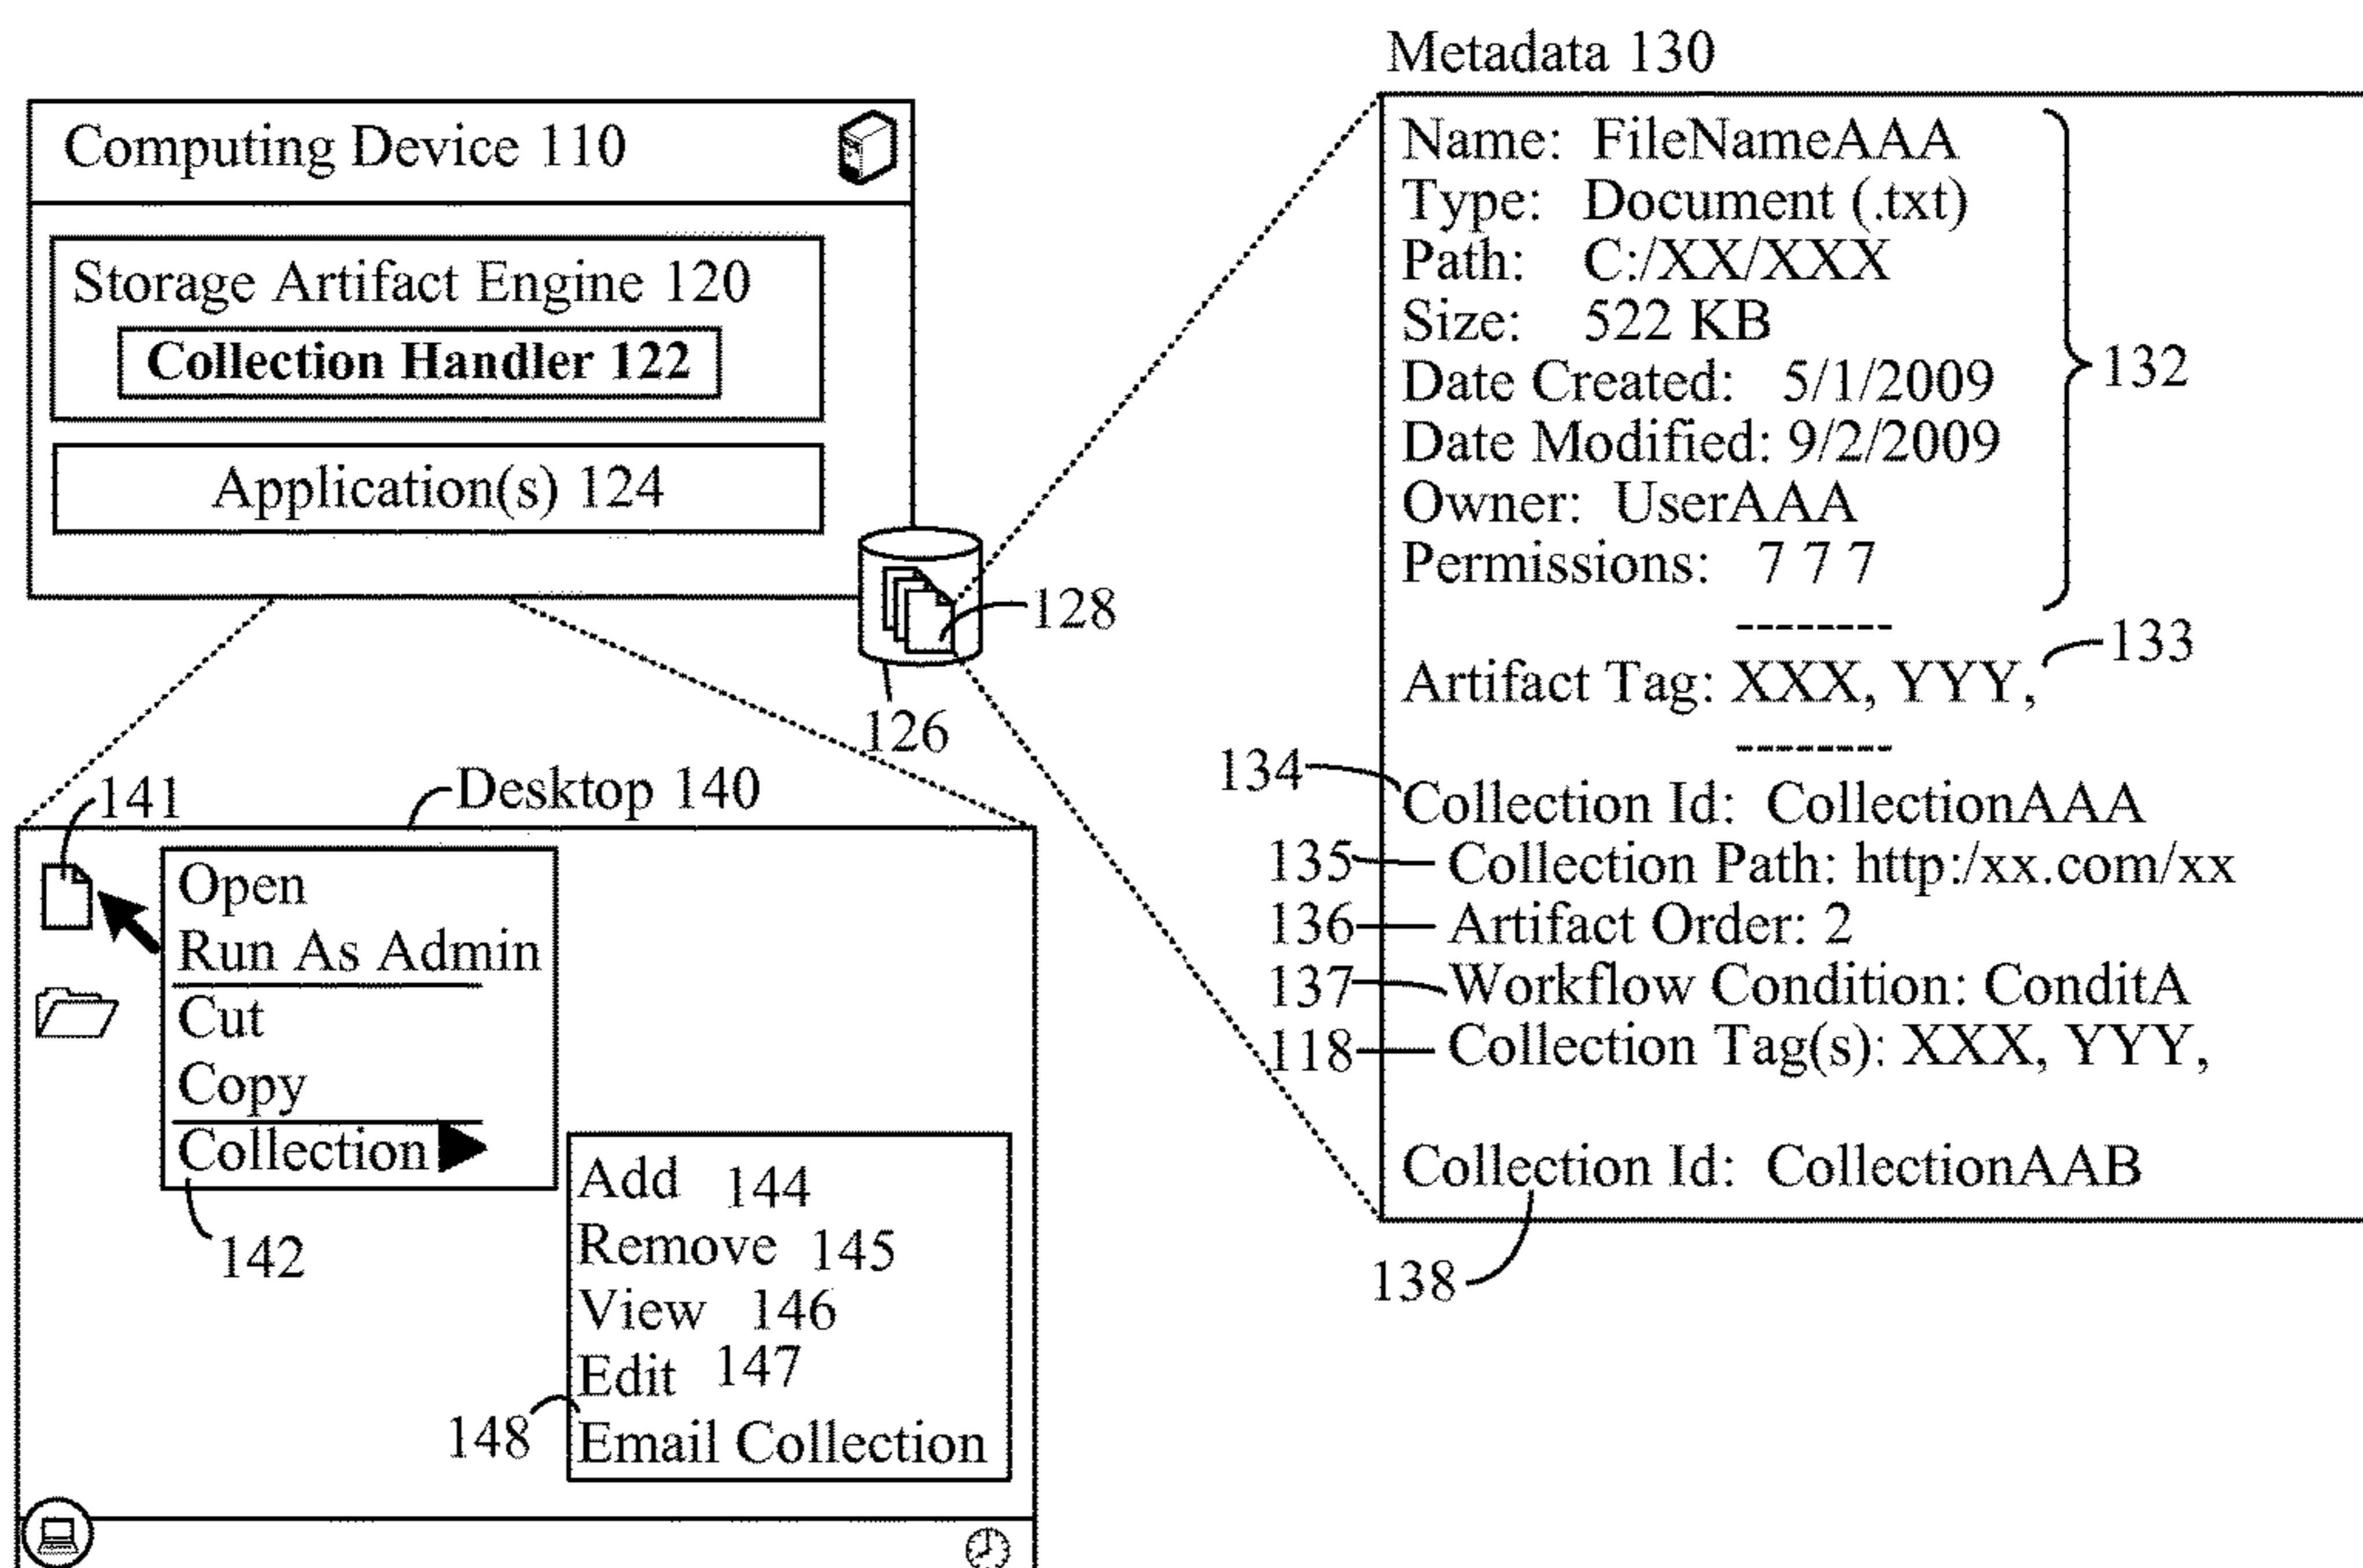 Computing Device 110
Storage Artifact Engine 120
Collection Handler 122
Application(s) 124
128
126
Metadata 130
Name: FileNameAAA
Type: Document (.txt)
Path: C:/XX/XXX
Size: 522 KB
Date Created: 5/1/2009
Date Modified: 9/2/2009
Owner: UserAAA
Permissions: 7 7 7
132
--------
133
Artifact Tag: XXX, YYY,
--------
134
Collection Id: CollectionAAA
135
Collection Path: http:/xx.com/xx
136
Artifact Order: 2
137
Workflow Condition: ConditA
118
Collection Tag(s): XXX, YYY,
Collection Id: CollectionAAB
138
Desktop 140
141
Open
Run As Admin
Cut
Copy
Collection
142
Add 144
Remove 145
View 146
Edit 147
148
Email Collection